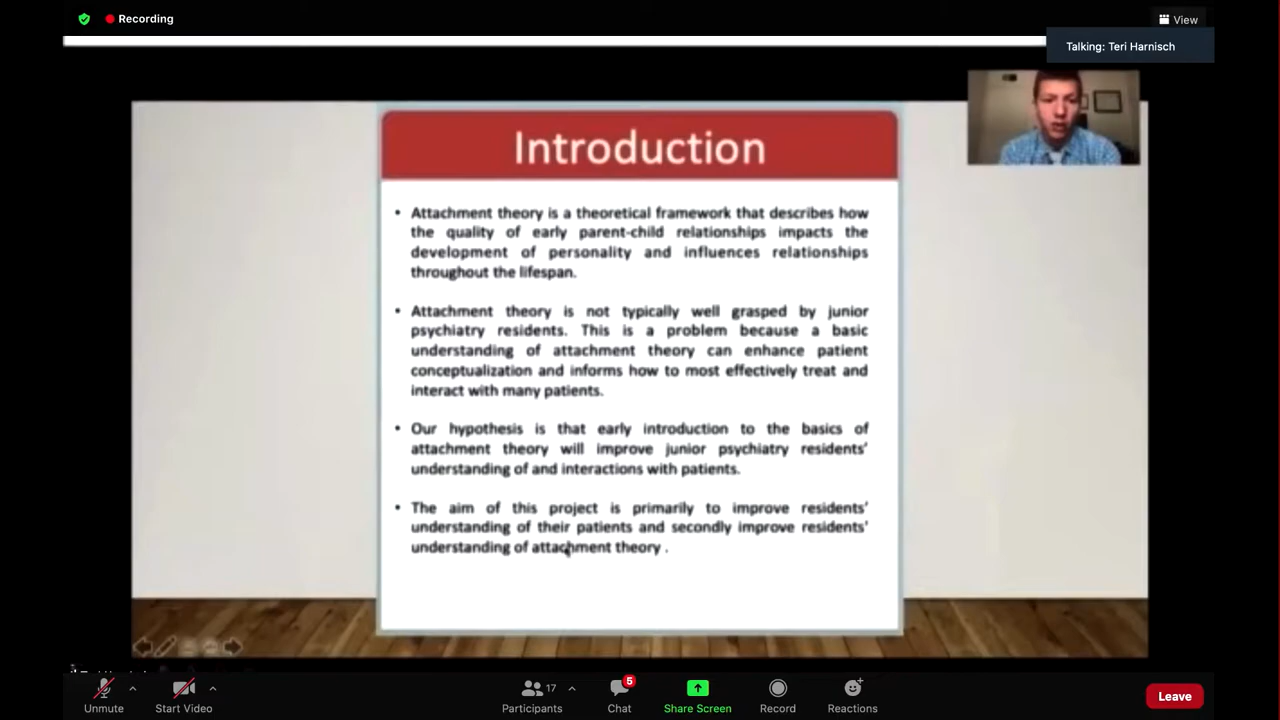 Recording
View
Talking: Teri Harnisch
Introduction
• Attachment theory is a theoretical framework that describes how
the quality of early parent-child relationships impacts the
development of personality and influences relationships
throughout the lifespan.
• Attachment theory is not typically well grasped by junior
psychiatry residents. This is a problem because a basic
understanding of attachment theory can enhance patient
conceptualization and informs how to most effectively treat and
interact with many patients.
• Our hypothesis is that early introduction to the basics of
attachment theory will improve junior psychiatry residents'
understanding of and interactions with patients.
• The aim of this project is primarily to improve residents'
understanding of their patients and secondly improve residents'
understanding of attachment theory .
17
5
Unmute
Start Video
Participants
Chat
Share Screen
Record
Reactions
Leave